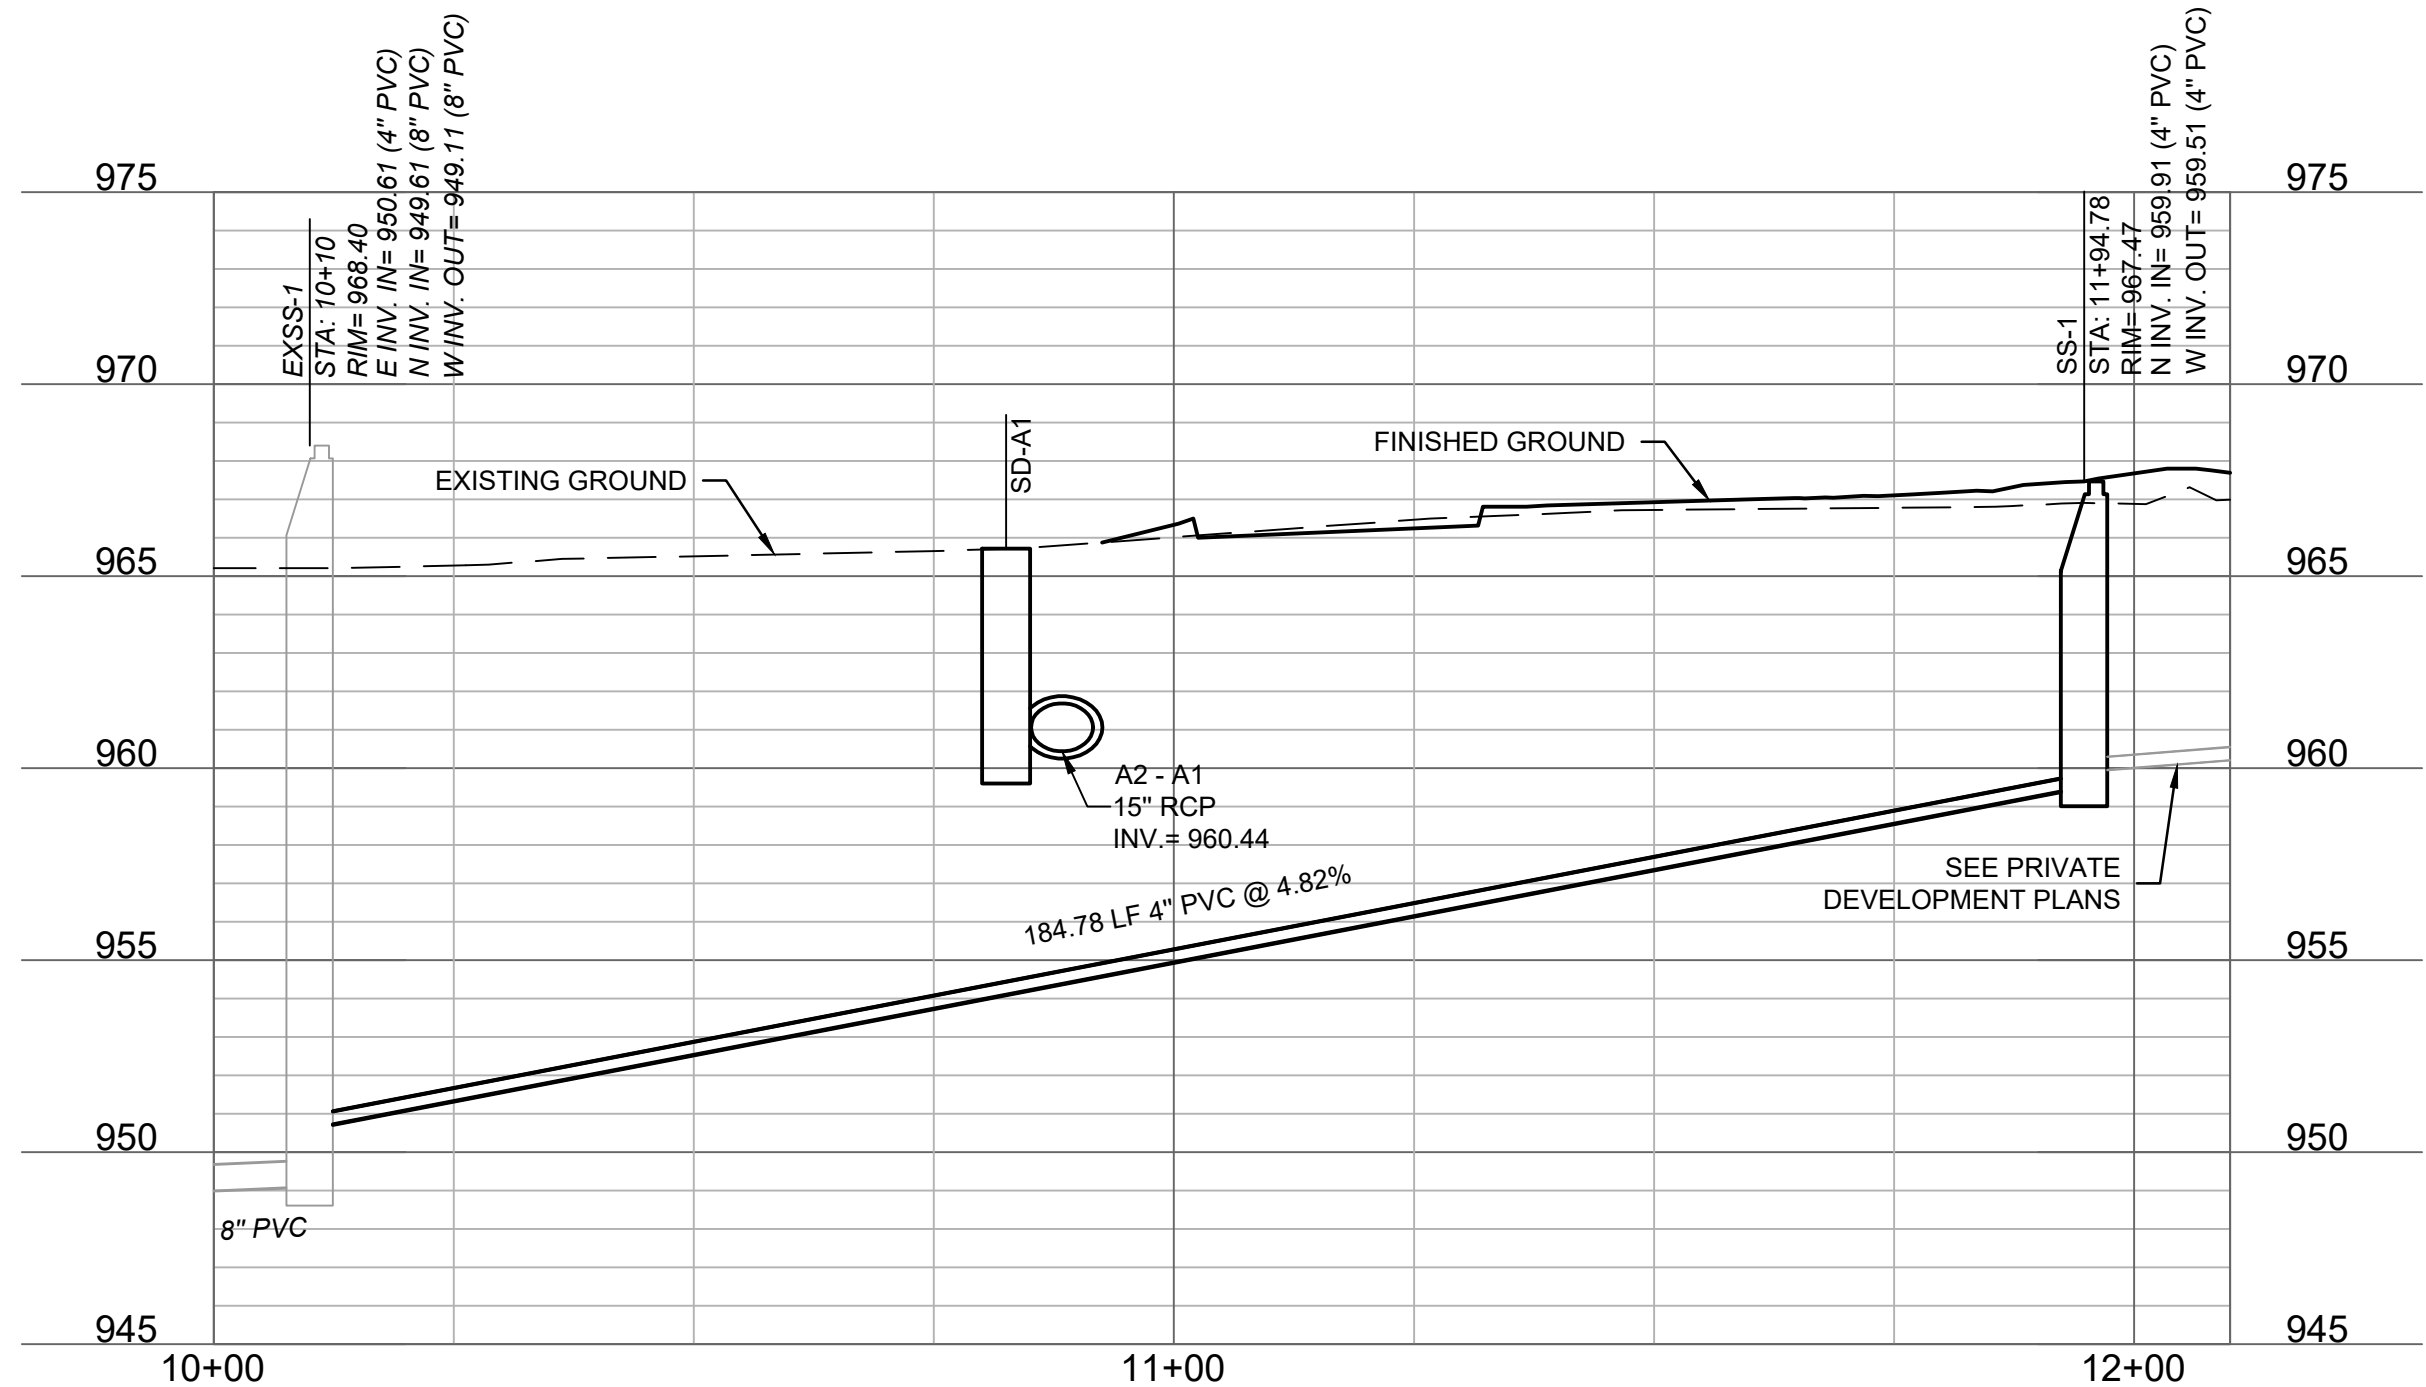 EXSS-1
STA: 10+10
RIM= 968.40
E INV. IN= 950.61 (4" PVC)
N INV. IN= 949.61 (8" PVC)
W INV. OUT= 949.11 (8" PVC)
SS-1
STA: 11+94.78
RIM= 967.47
N INV. IN= 959.91 (4" PVC)
W INV. OUT= 959.51 (4" PVC)
975
975
970
970
SD-A1
FINISHED GROUND
EXISTING GROUND
965
965
960
960
A2 - A1
15" RCP
INV.= 960.44
184.78 LF 4" PVC @ 4.82%
SEE PRIVATE
DEVELOPMENT PLANS
955
955
950
950
8" PVC
945
945
10+00
11+00
12+00